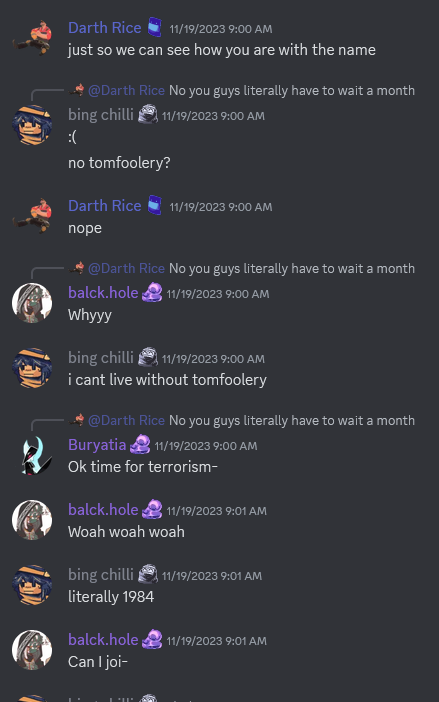 Darth Rice 11/19/2023 9:00 AM
just so we can see how you are with the name
@Darth Rice No you guys literally have to wait a month
bing chilli 11/19/2023 9:00 AM
:(
no tomfoolery?
Darth Rice 11/19/2023 9:00 AM
nope
@Darth Rice No you guys literally have to wait a month
balck.hole 11/19/2023 9:00 AM
Whyyy
bing chilli 11/19/2023 9:00 AM
i cant live without tomfoolery
@Darth Rice No you guys literally have to wait a month
Buryatia 11/19/2023 9:00 AM
Ok time for terrorism-
balck.hole 11/19/2023 9:01 AM
Woah woah woah
bing chilli 11/19/2023 9:01 AM
literally 1984
balck.hole 11/19/2023 9:01 AM
Can I joi-